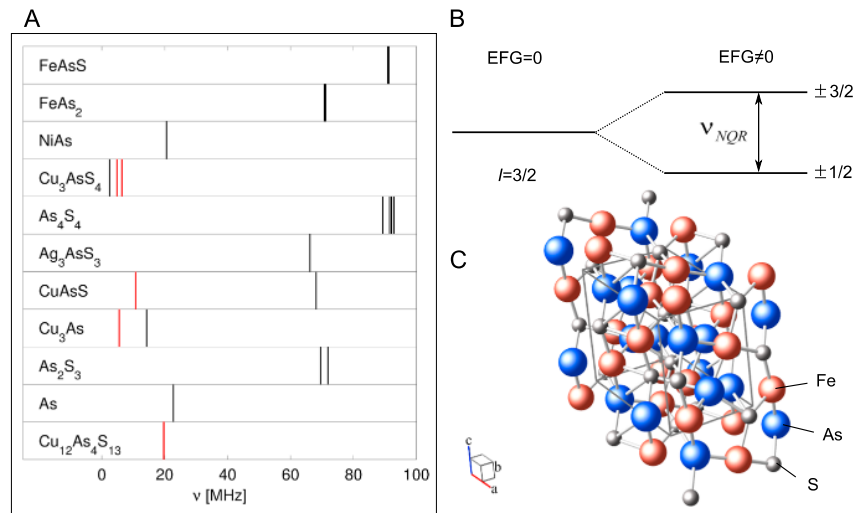 A
FeAsS
FeAs2
NiAs
Cu3AsS4
As4S4
Ag3AsS3
CuAsS
Cu3As
As2S3
As
Cu12As4S13
0 20 40 60 80 100
ν [MHz]
B
EFG=0 EFG≠0
±3/2
νNQR
I=3/2
±1/2
C
Fe
As
S
c
b
a